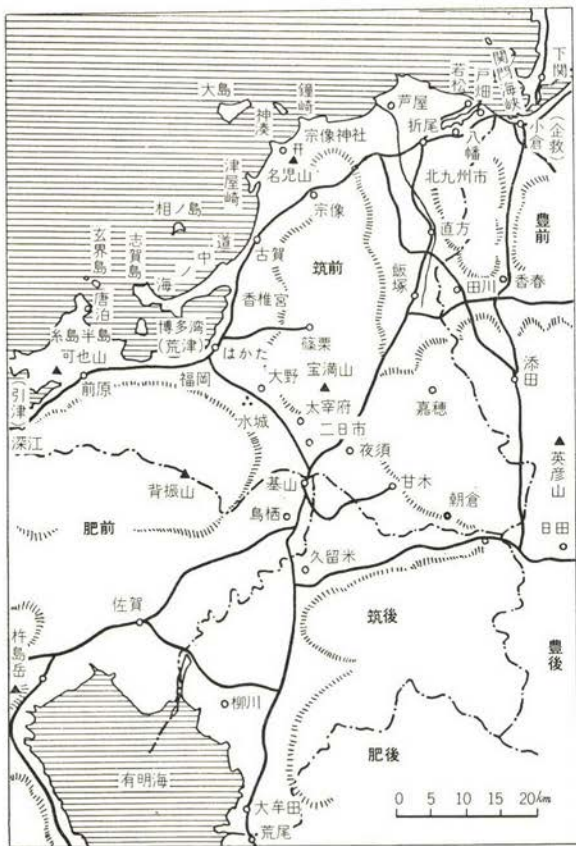 下関
関門海峡
戸畑
若松
小倉
(企救)
八幡
芦屋
折尾
北九州市
鐘崎
大島
神湊
宗像神社
名児山
津屋崎
宗像
相ノ島
直方
豊前
玄界島
志賀島
海ノ中道
古賀
筑前
飯塚
田川
香春
香椎宮
唐泊
博多湾
(荒津)
篠栗
糸島半島
可也山
はかた
宝満山
添田
前原
福岡
大野
嘉穂
(引津)
水城
太宰府
深江
二日市
夜須
英彦山
背振山
基山
甘木
朝倉
日田
鳥栖
肥前
久留米
佐賀
筑後
豊後
杵島岳
柳川
肥後
有明海
大牟田
荒尾
0 5 10 15 20km